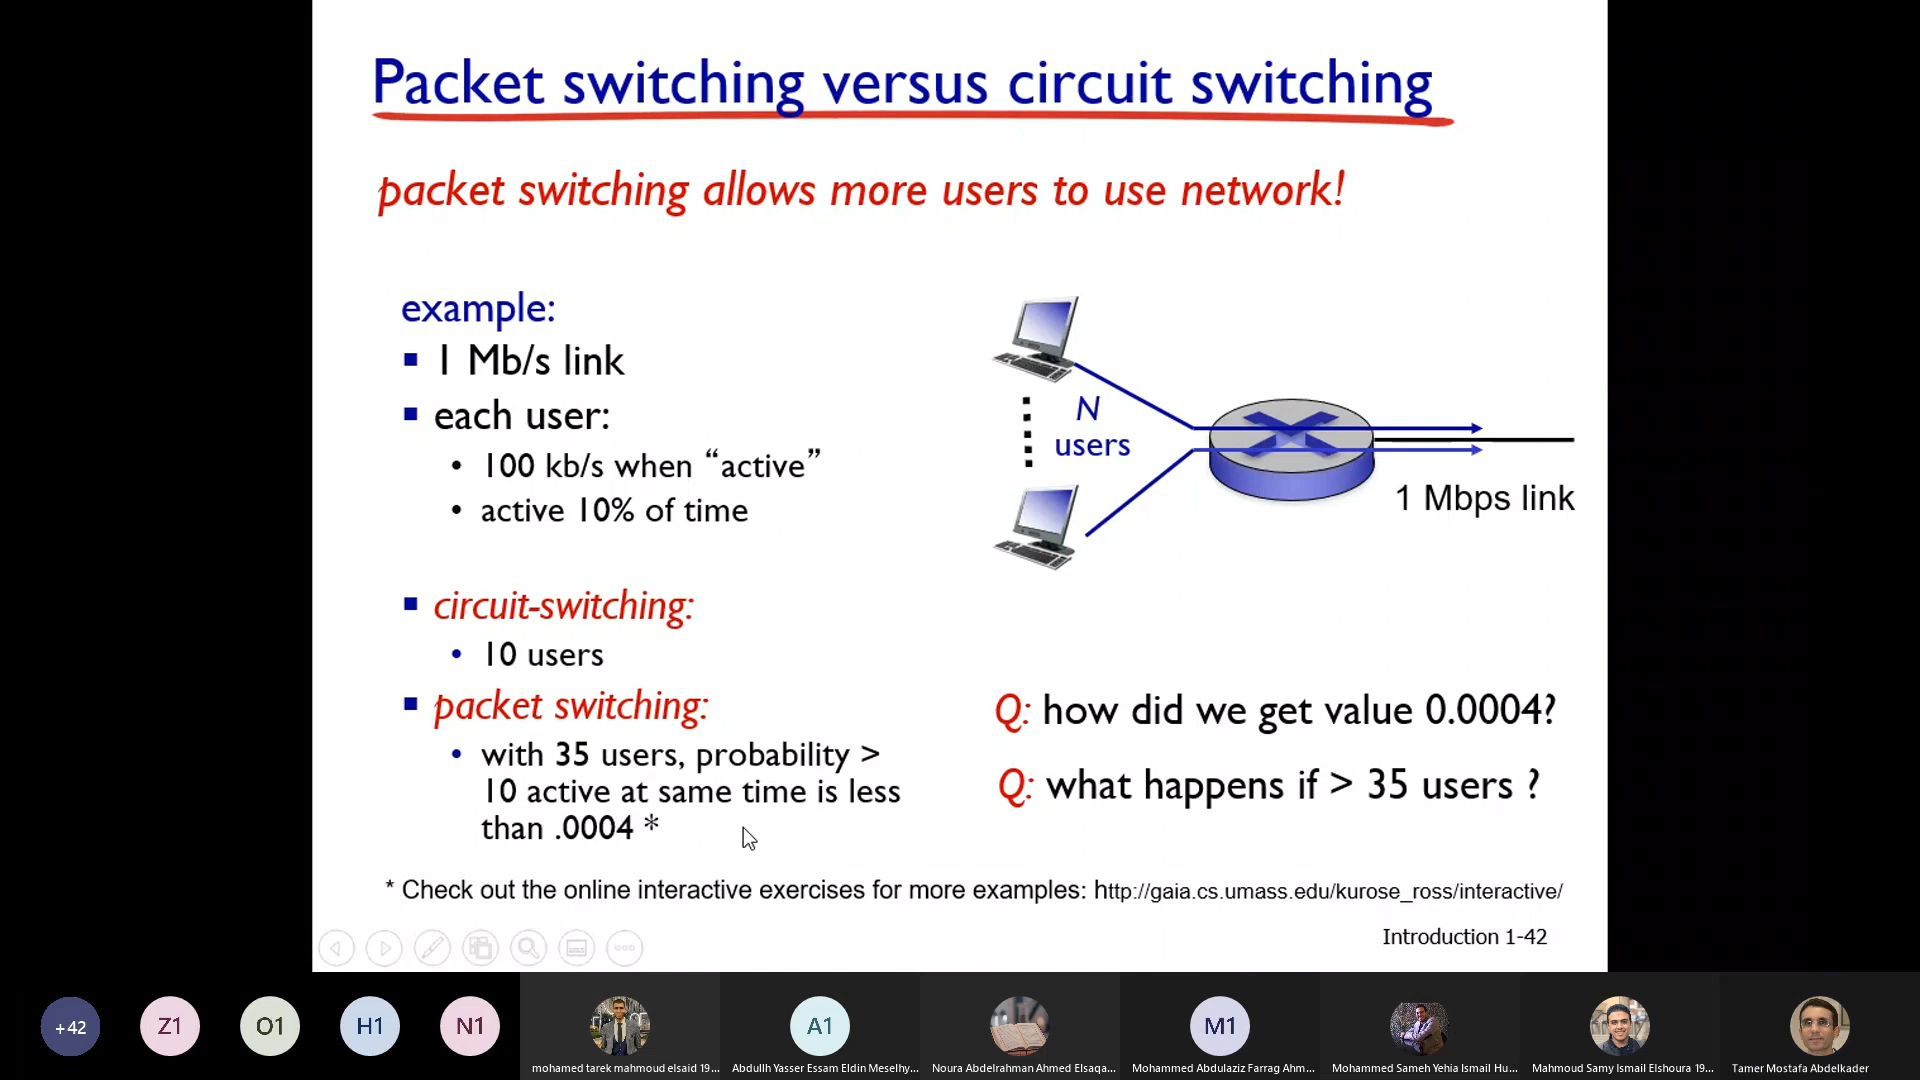 Packet switching versus circuit switching
packet switching allows more users to use network!
example:
1 Mb/s link
each user:
• 100 kb/s when “active”
• active 10% of time
circuit-switching:
• 10 users
packet switching:
• with 35 users, probability >
10 active at same time is less
than .0004 *
N
users
1 Mbps link
Q: how did we get value 0.0004?
Q: what happens if > 35 users ?
* Check out the online interactive exercises for more examples: http://gaia.cs.umass.edu/kurose_ross/interactive/
Introduction 1-42
+42
Z1
O1
H1
N1
A1
M1
mohamed tarek mahmoud elsaid 19...
Abdullh Yasser Essam Eldin Meselhy...
Noura Abdelrahman Ahmed Elsaqa...
Mohammed Abdulaziz Farrag Ahm...
Mohammed Sameh Yehia Ismail Hu...
Mahmoud Samy Ismail Elshoura 19...
Tamer Mostafa Abdelkader